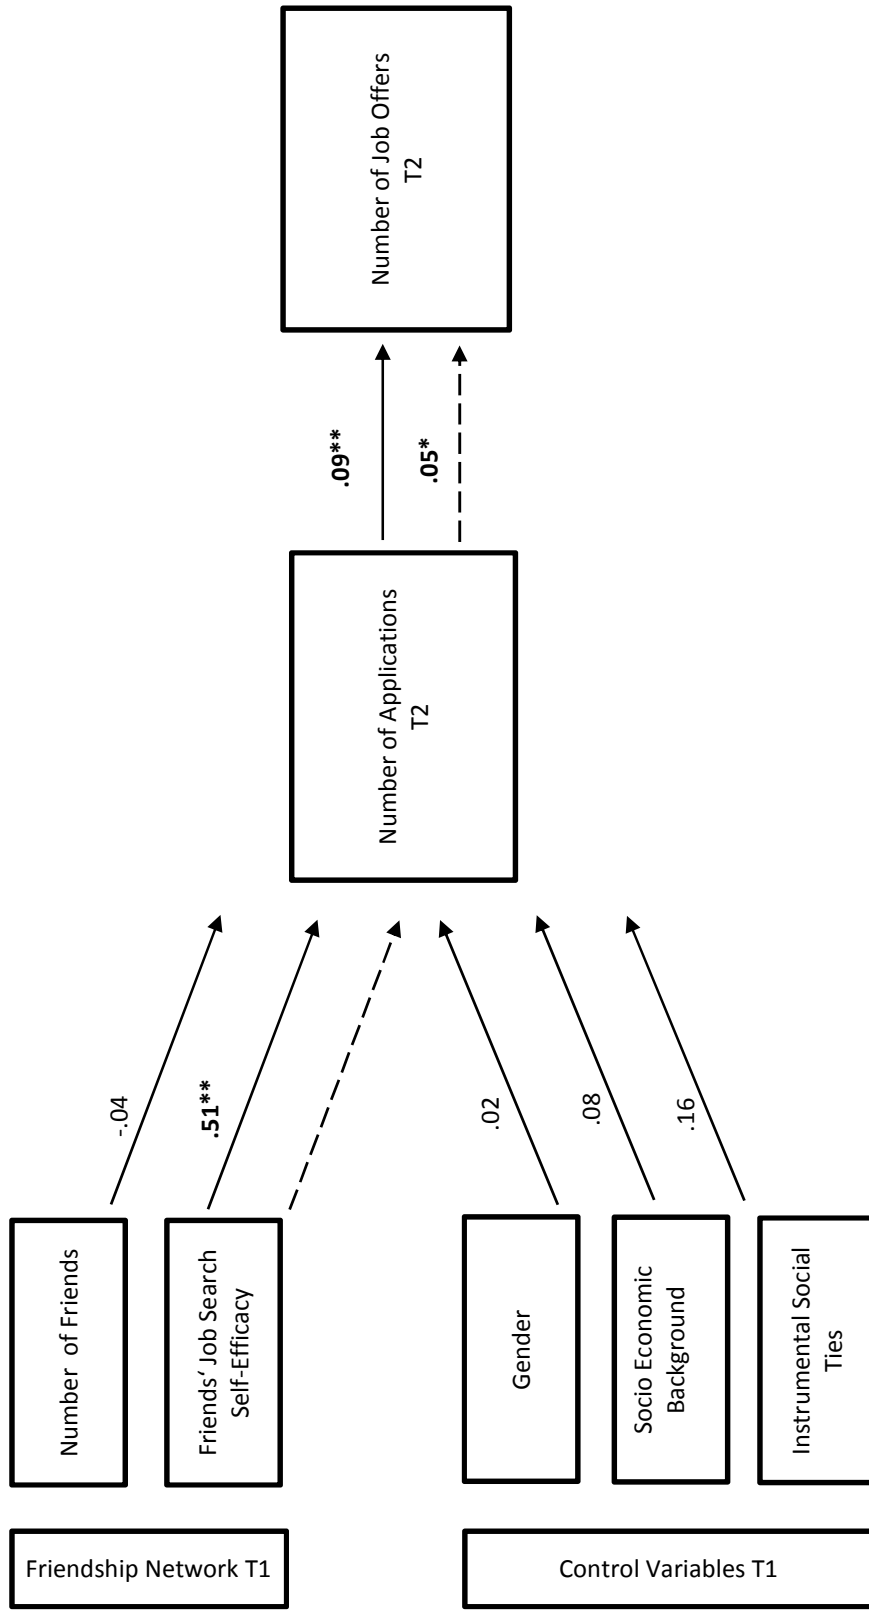 Friendship Network T1
Number of Friends
-.04
Friends‘ Job Search
Self-Efficacy
.51**
Control Variables T1
Gender
.02
Socio Economic
Background
.08
Instrumental Social
Ties
.16
Number of Applications
T2
.09**
.05*
Number of Job Offers
T2